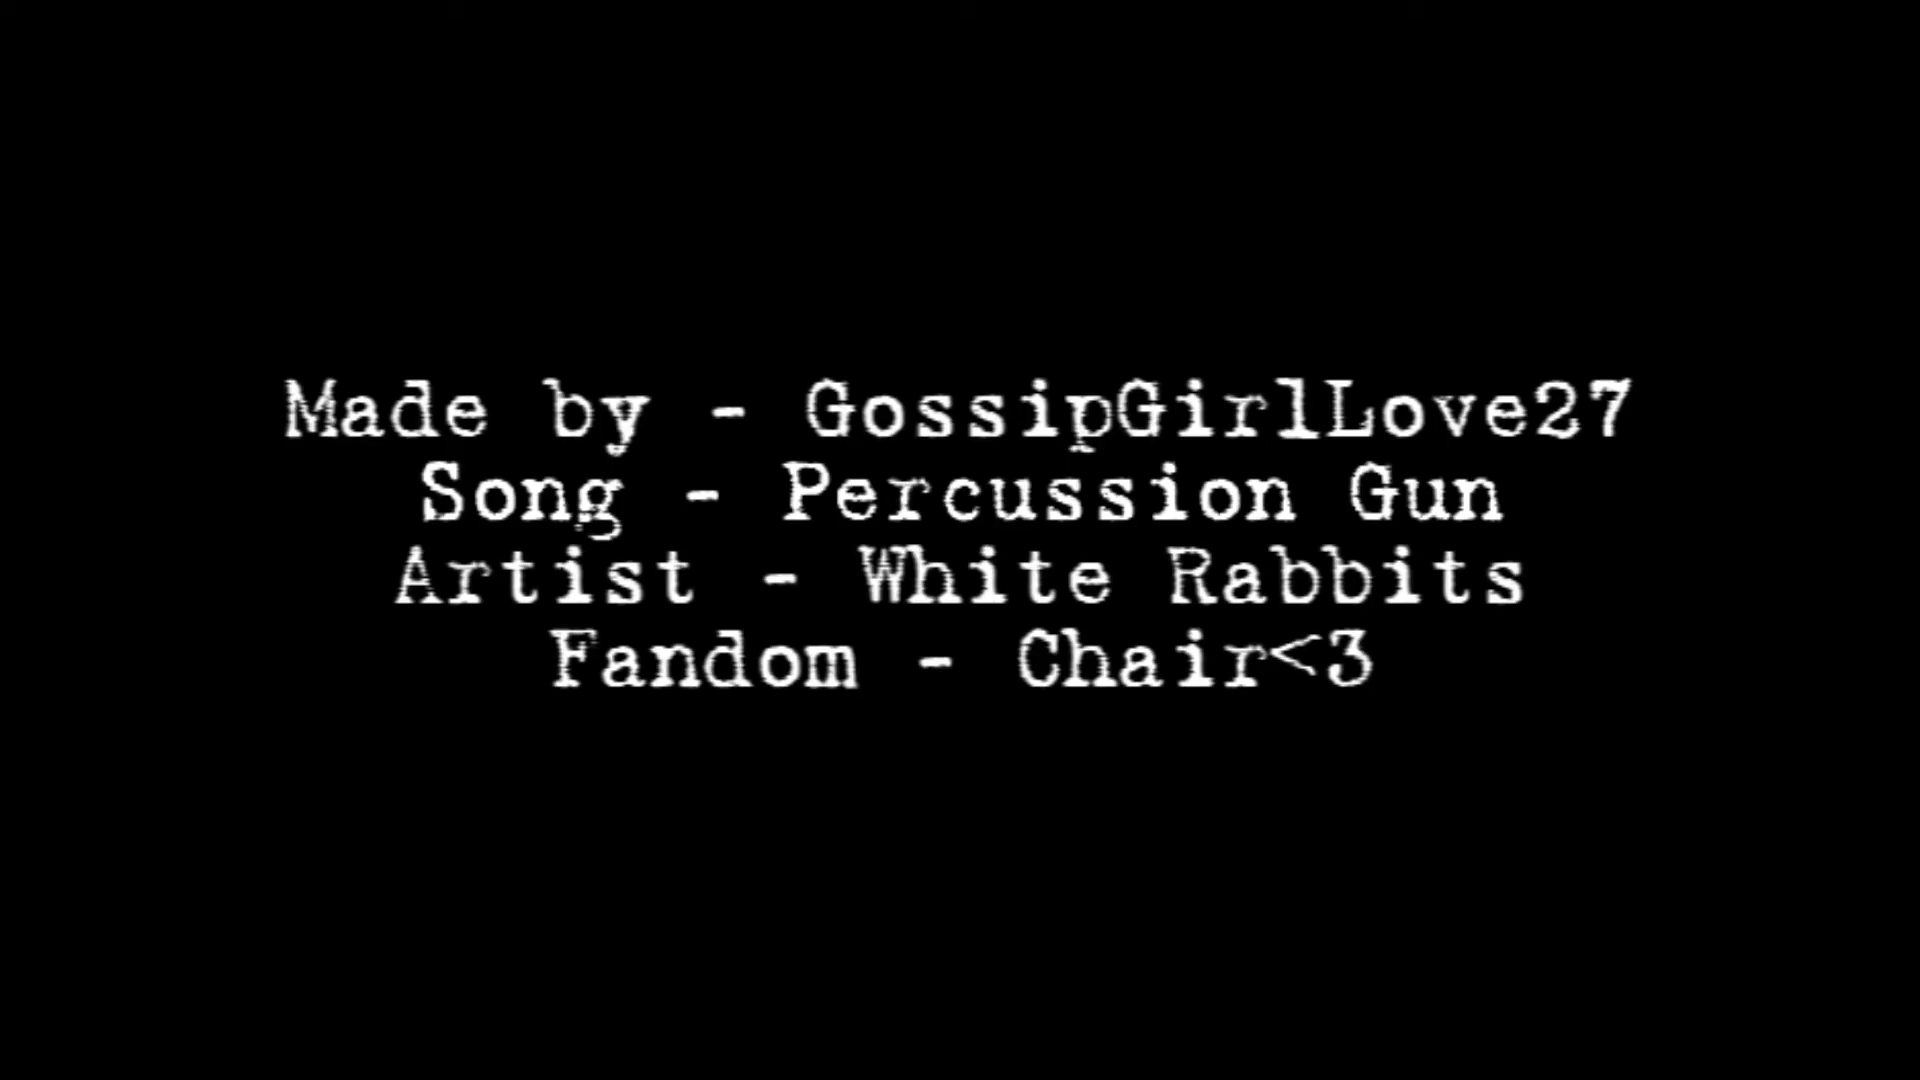 Made by - GossipGirlLove27
Song - Percussion Gun
Artist - White Rabbits
Fandom - Chair<3